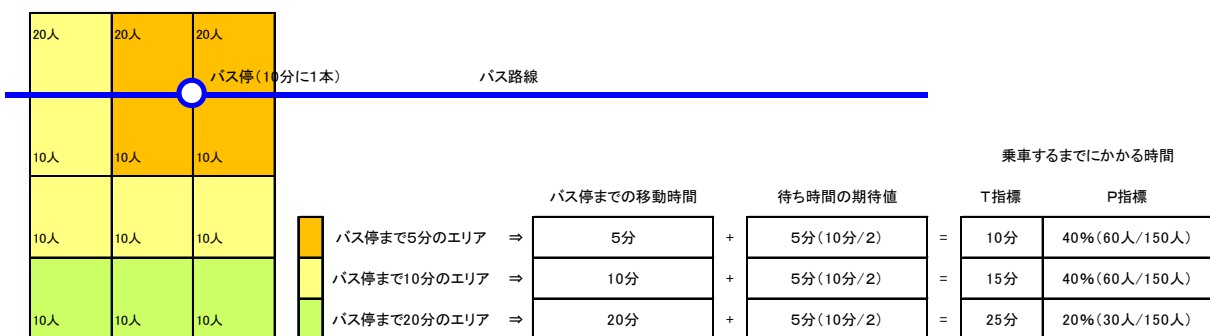 20人 20人 20人
バス停(10分に1本) バス路線
10人 10人 10人
乗車するまでにかかる時間
バス停までの移動時間 待ち時間の期待値 T指標 P指標
10人 10人 10人
バス停まで5分のエリア ⇒ 5分 + 5分(10分/2) = 10分 40%(60人/150人)
バス停まで10分のエリア ⇒ 10分 + 5分(10分/2) = 15分 40%(60人/150人)
10人 10人 10人
バス停まで20分のエリア ⇒ 20分 + 5分(10分/2) = 25分 20%(30人/150人)